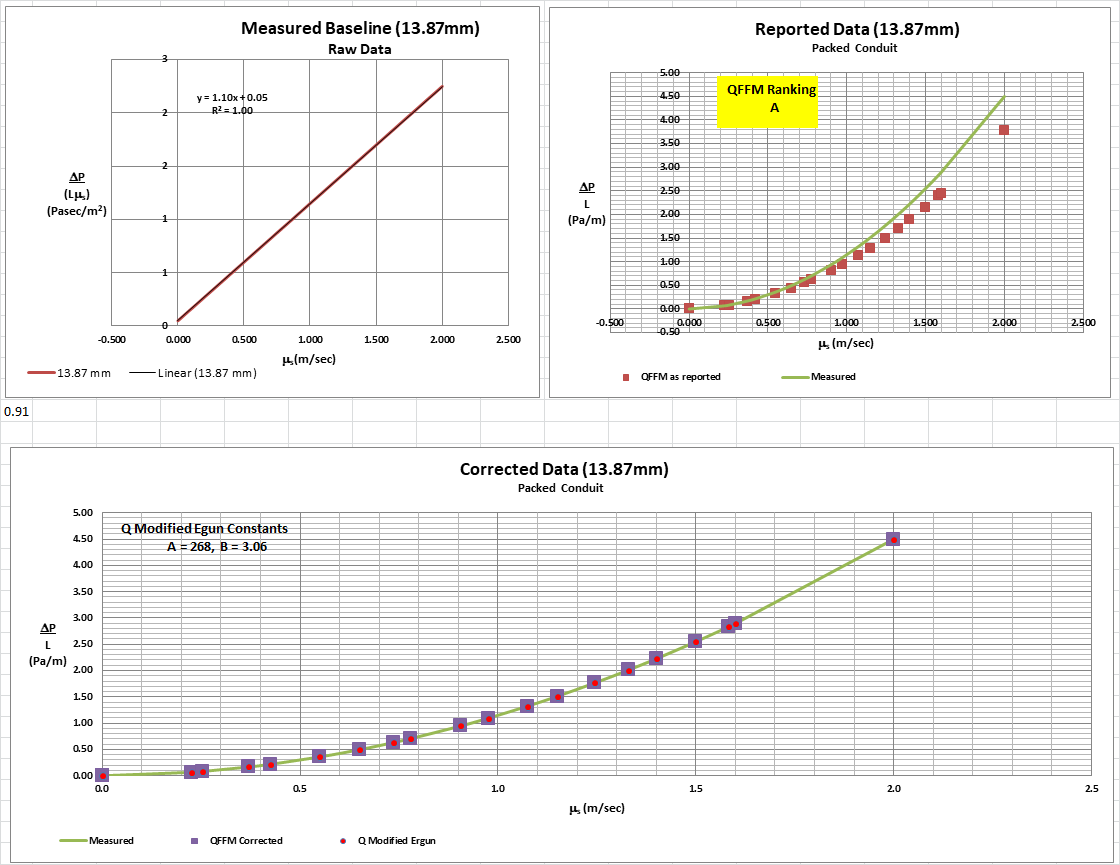 Measured Baseline (13.87mm)
Raw Data
3
2
2
1
1
0
y = 1.10x + 0.05
R² = 1.00
ΔP
(Lμs)
(Pasec/m²)
-0.500 0.000 0.500 1.000 1.500 2.000 2.500
μs(m/sec)
13.87 mm
Linear (13.87 mm)
Reported Data (13.87mm)
Packed Conduit
5.00
4.50
4.00
3.50
3.00
2.50
2.00
1.50
1.00
0.50
0.00
-0.50
QFFM Ranking
A
ΔP
L
(Pa/m)
-0.500 0.000 0.500 1.000 1.500 2.000 2.500
μs (m/sec)
QFFM as reported
Measured
0.91
Corrected Data (13.87mm)
Packed Conduit
5.00
4.50
4.00
3.50
3.00
2.50
2.00
1.50
1.00
0.50
0.00
Q Modified Egun Constants
A = 268, B = 3.06
ΔP
L
(Pa/m)
0.0 0.5 1.0 1.5 2.0 2.5
μs (m/sec)
Measured
QFFM Corrected
Q Modified Ergun